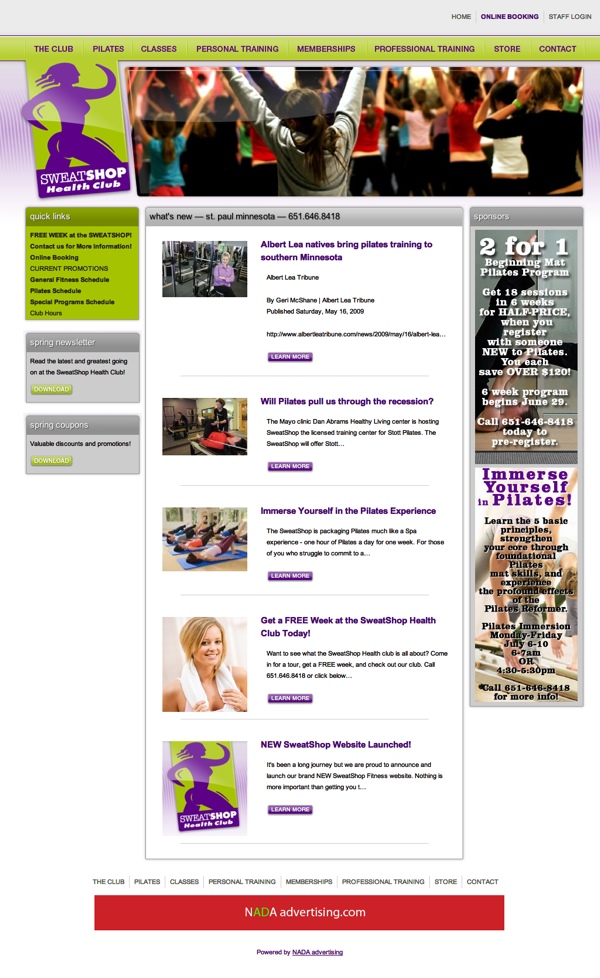 HOME
ONLINE BOOKING
STAFF LOGIN
THE CLUB
PILATES
CLASSES
PERSONAL TRAINING
MEMBERSHIPS
PROFESSIONAL TRAINING
STORE
CONTACT
SWEATSHOP
Health Club
quick links
FREE WEEK at the SWEATSHOP!
Contact us for More Information!
Online Booking
CURRENT PROMOTIONS
General Fitness Schedule
Pilates Schedule
Special Programs Schedule
Club Hours
spring newsletter
Read the latest and greatest going
on at the SweatShop Health Club!
DOWNLOAD
spring coupons
Valuable discounts and promotions!
DOWNLOAD
what's new — st. paul minnesota — 651.646.8418
Albert Lea natives bring pilates training to
southern Minnesota
Albert Lea Tribune
By Geri McShane | Albert Lea Tribune
Published Saturday, May 16, 2009
http://www.albertleatribune.com/news/2009/may/16/albert-lea...
LEARN MORE
Will Pilates pull us through the recession?
The Mayo clinic Dan Abrams Healthy Living center is hosting
SweatShop the licensed training center for Stott Pilates. The
SweatShop will offer Stott...
LEARN MORE
Immerse Yourself in the Pilates Experience
The SweatShop is packaging Pilates much like a Spa
experience - one hour of Pilates a day for one week. For those
of you who struggle to commit to a...
LEARN MORE
Get a FREE Week at the SweatShop Health
Club Today!
Want to see what the SweatShop Health club is all about? Come
in for a tour, get a FREE week, and check out our club. Call
651.646.8418 or click below...
LEARN MORE
SWEATSHOP
Health Club
NEW SweatShop Website Launched!
It's been a long journey but we are proud to announce and
launch our brand NEW SweatShop Fitness website. Nothing is
more important than getting you t...
LEARN MORE
sponsors
2 for 1
Beginning Mat
Pilates Program
Get 18 sessions
in 6 weeks
for HALF-PRICE,
when you
register
with someone
NEW to Pilates.
You each
save OVER $120!
6 week program
begins June 29.
Call 651-646-8418
today to
pre-register.
Immerse
Yourself
in Pilates!
Learn the 5 basic
principles,
strengthen
your core through
foundational
Pilates
mat skills, and
experience
the profound effects
of the
Pilates Reformer.
Pilates Immersion
Monday-Friday
July 6-10
6-7am
OR
4:30-5:30pm
Call 651-646-8418
for more info!
THE CLUB
PILATES
CLASSES
PERSONAL TRAINING
MEMBERSHIPS
PROFESSIONAL TRAINING
STORE
CONTACT
NADA advertising.com
Powered by NADA advertising